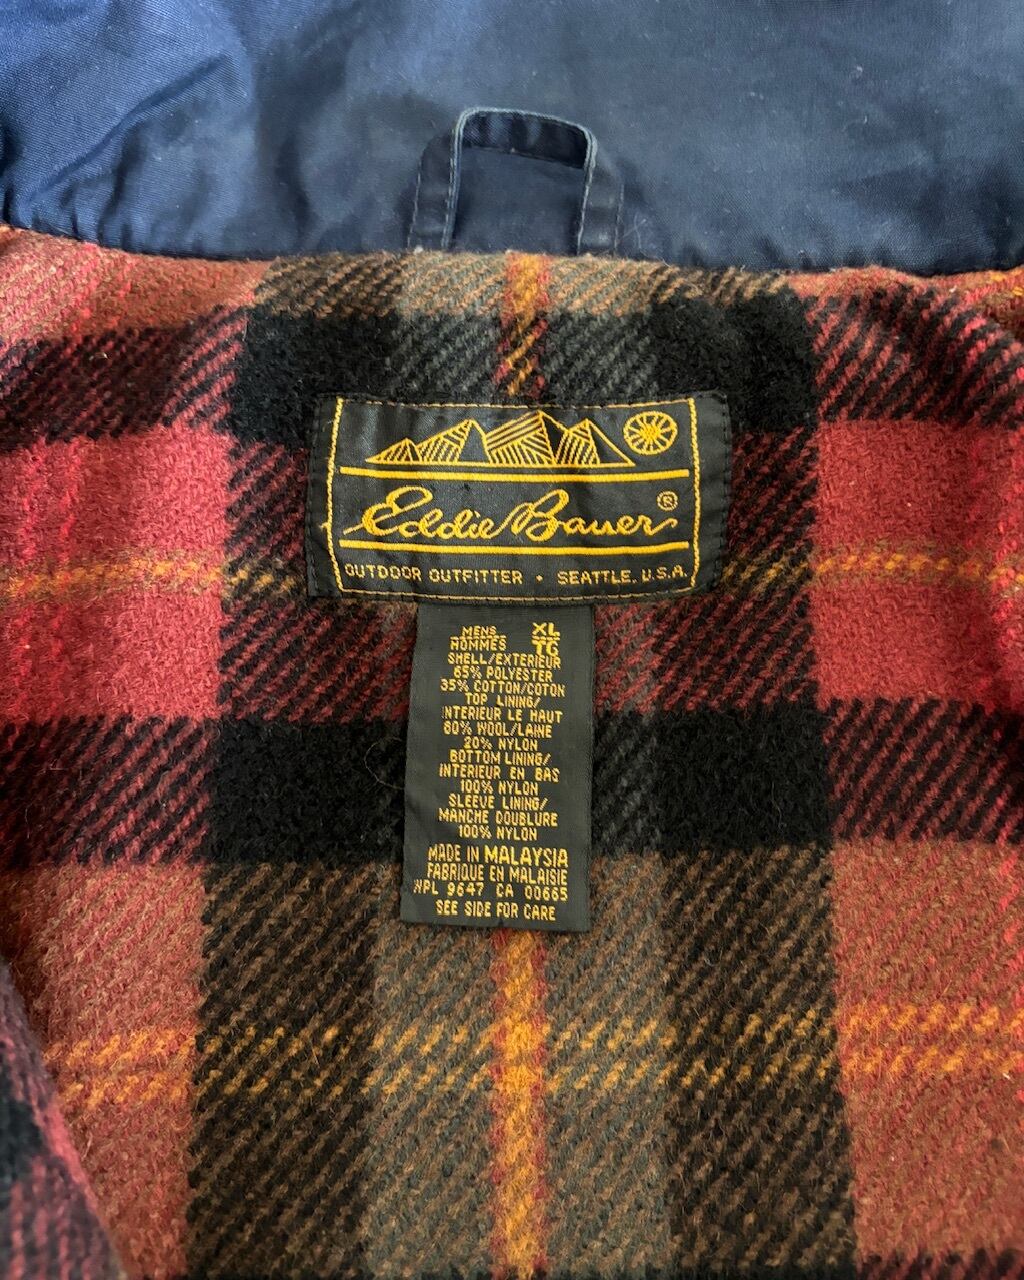 Eddie Bauer®
OUTDOOR OUTFITTER • SEATTLE, U.S.A.
MENS XL
HOMMES TG
SHELL/EXTERIEUR
65% POLYESTER
35% COTTON/COTON
TOP LINING/
INTERIEUR LE HAUT
80% WOOL/LAINE
20% NYLON
BOTTOM LINING/
INTERIEUR EN BAS
100% NYLON
SLEEVE LINING/
MANCHE DOUBLURE
100% NYLON
MADE IN MALAYSIA
FABRIQUE EN MALAISIE
WPL 9647 CA 00665
SEE SIDE FOR CARE